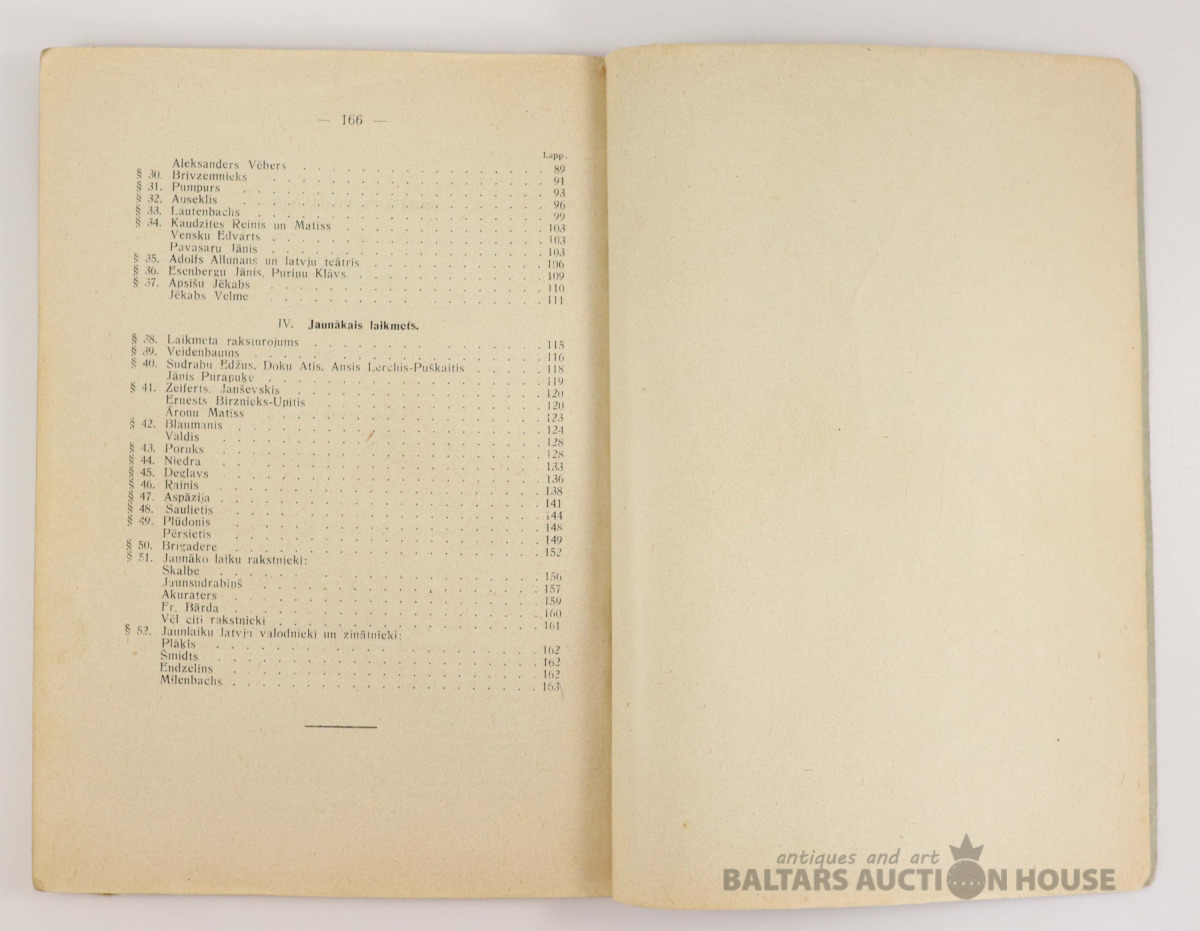 — 166 —
Lapp.
Aleksanders Vēbers . . . 89
§ 30. Brīvzemnieks . . . 91
§ 31. Pumpurs . . . 93
§ 32. Auseklis . . . 96
§ 33. Lautenbachs . . . 99
§ 34. Kaudzītes Reinis un Matiss . . . 103
Vensku Edvarts . . . 103
Pavasaru Jānis . . . 103
§ 35. Adolfs Allunans un latvju teātris . . . 106
§ 36. Esenbergu Jānis, Puriņu Klāvs . . . 109
§ 37. Apsišu Jēkabs . . . 110
Jēkabs Velme . . . 111
IV. Jaunākais laikmets.
§ 38. Laikmeta raksturojums . . . 115
§ 39. Veidenbaums . . . 116
§ 40. Sudrabu Edžus, Doku Atis, Ansis Lerchis-Puškaitis . . . 118
Jānis Purapuķe . . . 119
§ 41. Zeiferts, Janševskis . . . 120
Ernests Birznieks-Upītis . . . 120
Āronu Matiss . . . 123
§ 42. Blaumanis . . . 124
Valdis . . . 128
§ 43. Poruks . . . 128
§ 44. Niedra . . . 133
§ 45. Deglavs . . . 136
§ 46. Rainis . . . 138
§ 47. Aspāzija . . . 141
§ 48. Saulietis . . . 144
§ 49. Plūdonis . . . 148
Pērsietis . . . 149
§ 50. Brigadere . . . 152
§ 51. Jaunāko laiku rakstnieki:
Skalbe . . . 156
Jaunsudrabiņš . . . 157
Akuraters . . . 159
Fr. Bārda . . . 160
Vēl citi rakstnieki . . . 161
§ 52. Jaunlaiku latvju valodnieki un zinātnieki:
Plāķis . . . 162
Šmidts . . . 162
Endzelins . . . 162
Mīlenbachs . . . 163
antiques and art
BALTARS AUCTION HOUSE